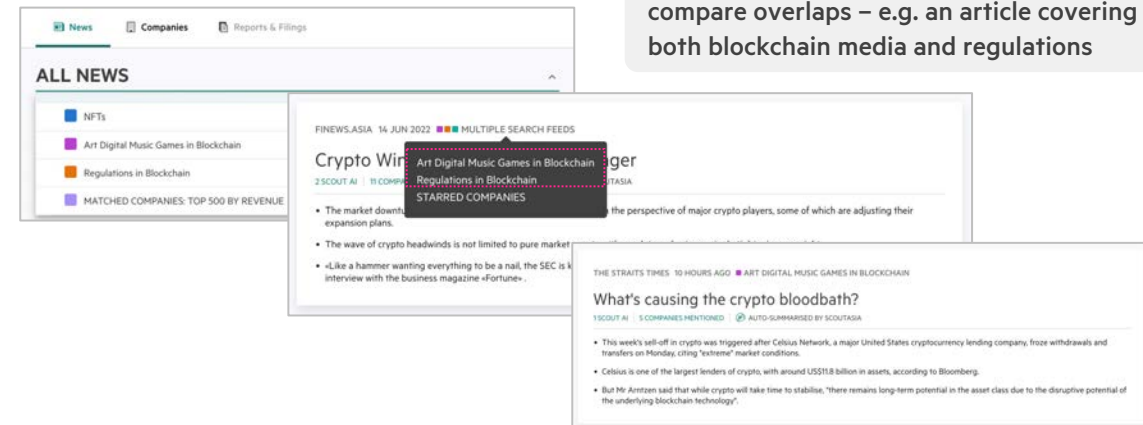 compare overlaps – e.g. an article covering
both blockchain media and regulations
News Companies Reports & Filings
ALL NEWS
NFTs
Art Digital Music Games in Blockchain
Regulations in Blockchain
MATCHED COMPANIES: TOP 500 BY REVENUE
FINEWS.ASIA 14 JUN 2022 MULTIPLE SEARCH FEEDS
Crypto Win ger
Art Digital Music Games in Blockchain
Regulations in Blockchain
STARRED COMPANIES
2 SCOUT AI 11 COMPA UTASIA
• The market downtu the perspective of major crypto players, some of which are adjusting their
expansion plans.
• The wave of crypto headwinds is not limited to pure market
• «Like a hammer wanting everything to be a nail, the SEC is k
interview with the business magazine «Fortune» .
THE STRAITS TIMES 10 HOURS AGO ART DIGITAL MUSIC GAMES IN BLOCKCHAIN
What's causing the crypto bloodbath?
1 SCOUT AI 5 COMPANIES MENTIONED AUTO-SUMMARISED BY SCOUTASIA
• This week's sell-off in crypto was triggered after Celsius Network, a major United States cryptocurrency lending company, froze withdrawals and
transfers on Monday, citing "extreme" market conditions.
• Celsius is one of the largest lenders of crypto, with around US$11.8 billion in assets, according to Bloomberg.
• But Mr Arntzen said that while crypto will take time to stabilise, "there remains long-term potential in the asset class due to the disruptive potential of
the underlying blockchain technology".